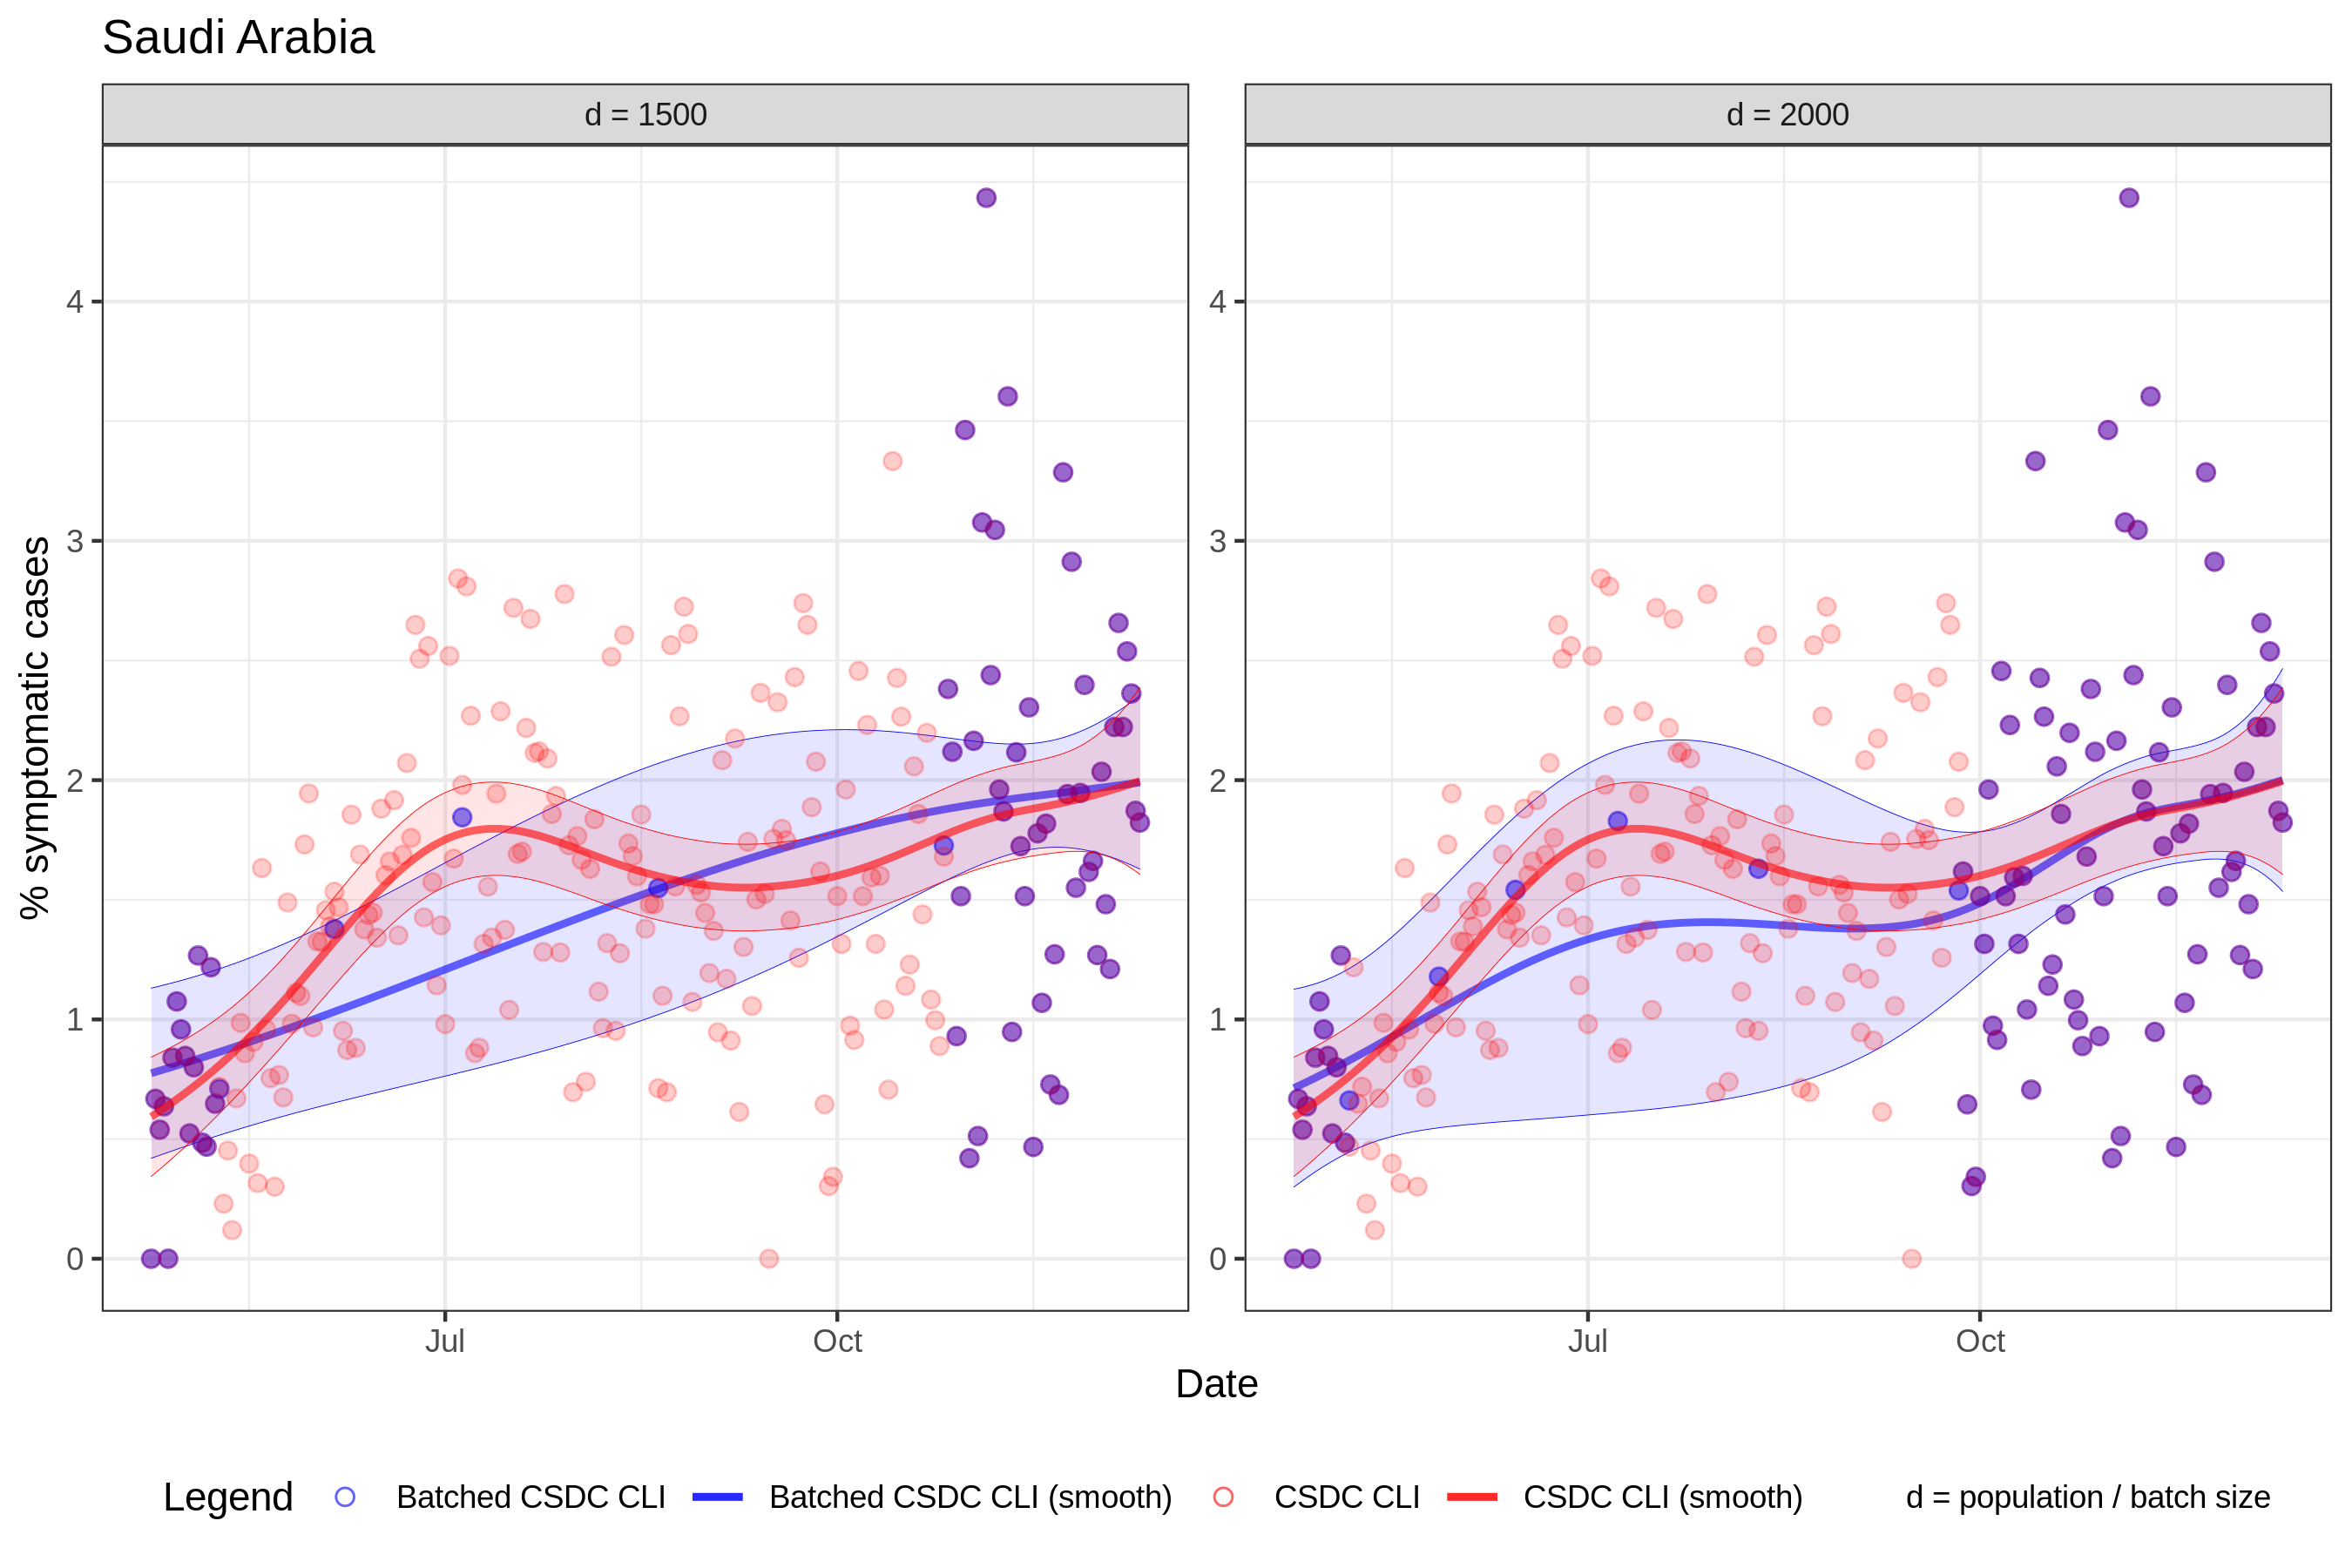 Saudi Arabia
d = 1500
d = 2000
% symptomatic cases
4
3
2
1
0
4
3
2
1
0
Jul
Oct
Jul
Oct
Date
Legend
Batched CSDC CLI
Batched CSDC CLI (smooth)
CSDC CLI
CSDC CLI (smooth)
d = population / batch size